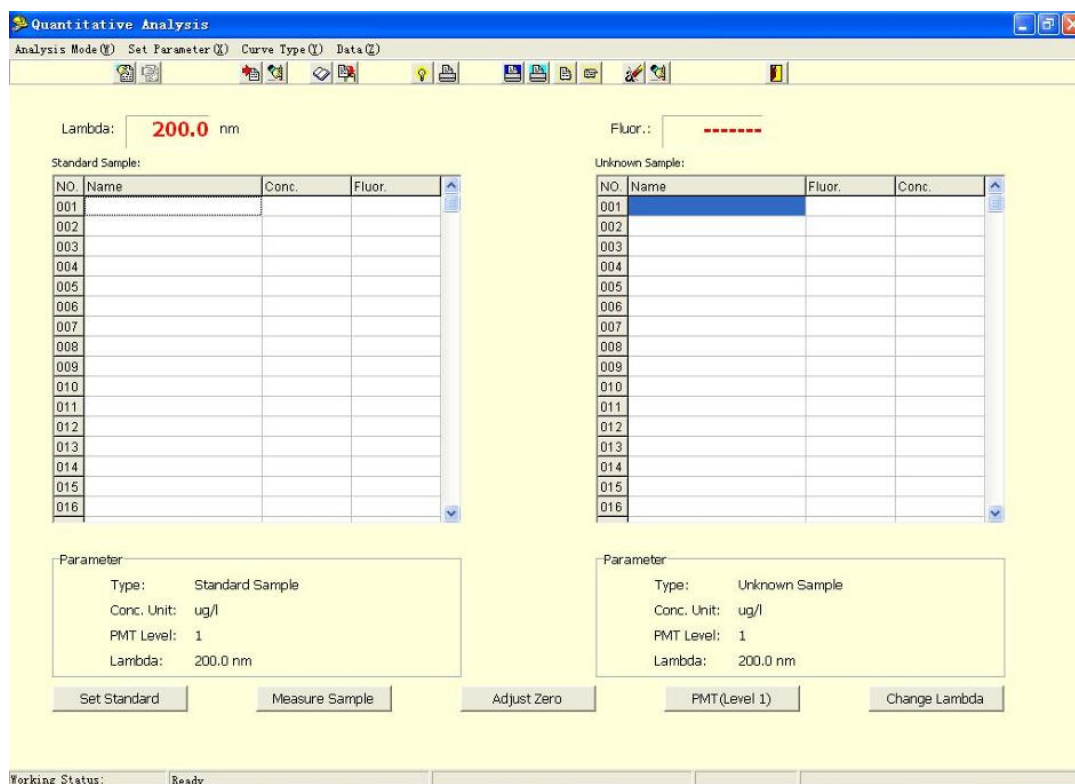 Quantitative Analysis
Analysis Mode(W) Set Parameter(X) Curve Type(Y) Data(Z)
Lambda: 200.0 nm Fluor.: -------
Standard Sample: Unknown Sample:
NO. Name Conc. Fluor. NO. Name Fluor. Conc.
001 001
002 002
003 003
004 004
005 005
006 006
007 007
008 008
009 009
010 010
011 011
012 012
013 013
014 014
015 015
016 016
Parameter Parameter
Type: Standard Sample Type: Unknown Sample
Conc. Unit: ug/l Conc. Unit: ug/l
PMT Level: 1 PMT Level: 1
Lambda: 200.0 nm Lambda: 200.0 nm
Set Standard Measure Sample Adjust Zero PMT(Level 1) Change Lambda
Working Status: Ready